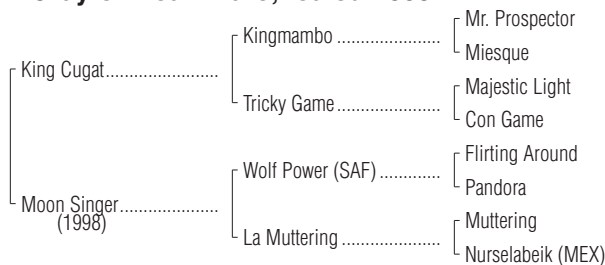 Mr. Prospector
Kingmambo
Miesque
King Cugat
Majestic Light
Tricky Game
Con Game
Flirting Around
Wolf Power (SAF)
Pandora
Moon Singer
(1998)
Muttering
La Muttering
Nurselabeik (MEX)